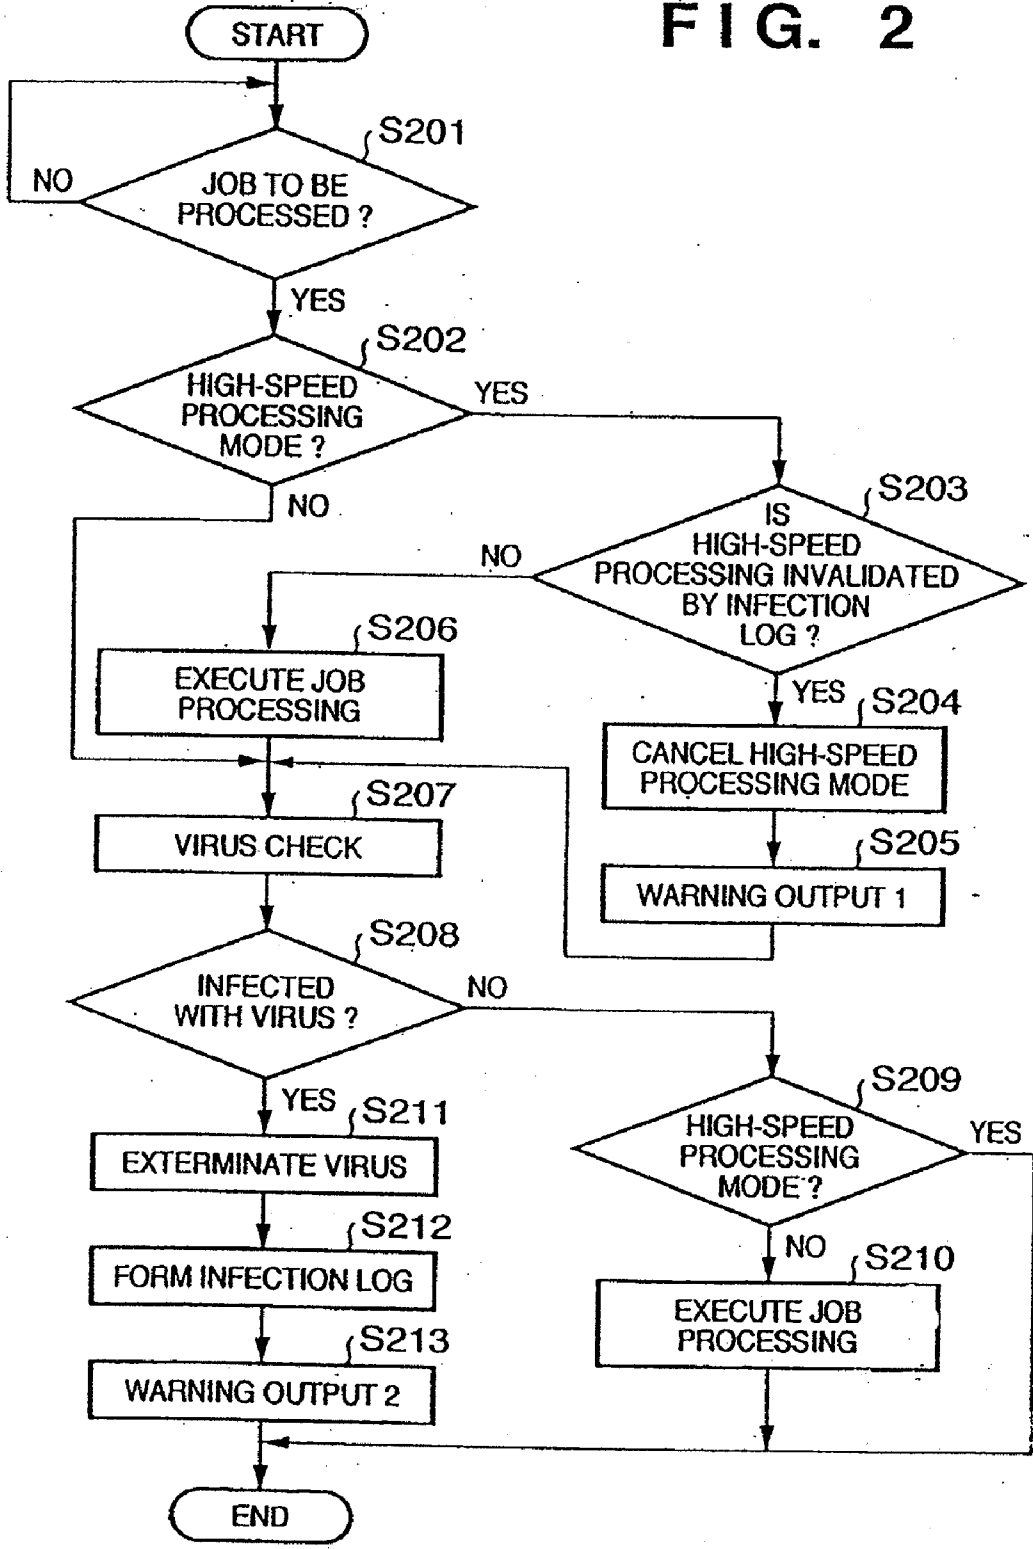 FIG. 2
START
S201
NO
JOB TO BE
PROCESSED ?
YES
S202
HIGH-SPEED
PROCESSING
MODE ?
YES
NO
S203
IS
HIGH-SPEED
PROCESSING INVALIDATED
BY INFECTION
LOG ?
NO
YES
S206
EXECUTE JOB
PROCESSING
S204
CANCEL HIGH-SPEED
PROCESSING MODE
S207
VIRUS CHECK
S205
WARNING OUTPUT 1
S208
INFECTED
WITH VIRUS ?
NO
YES
S209
HIGH-SPEED
PROCESSING
MODE ?
YES
NO
S211
EXTERMINATE VIRUS
S212
FORM INFECTION LOG
S210
EXECUTE JOB
PROCESSING
S213
WARNING OUTPUT 2
END